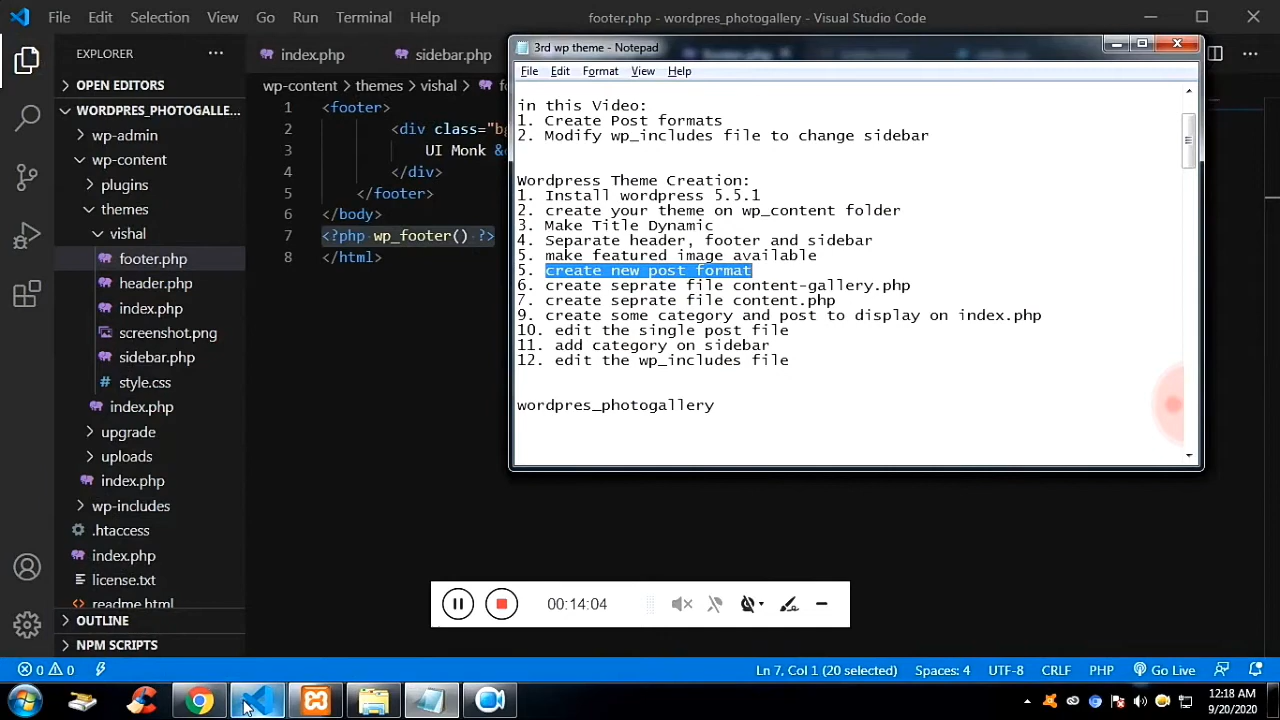 File Edit Selection View Go Run Terminal Help
footer.php - wordpres_photogallery - Visual Studio Code
EXPLORER
OPEN EDITORS
WORDPRES_PHOTOGALLE...
wp-admin
wp-content
plugins
themes
vishal
footer.php
header.php
index.php
screenshot.png
sidebar.php
style.css
index.php
upgrade
uploads
index.php
wp-includes
.htaccess
index.php
license.txt
readme.html
OUTLINE
NPM SCRIPTS
index.php
sidebar.php
wp-content > themes > vishal >
1 <footer>
2 <div class="
3 UI Monk &
4 </div>
5 </footer>
6 </body>
7 <?php wp_footer() ?>
8 </html>
3rd wp theme - Notepad
File Edit Format View Help
in this Video:
1. Create Post formats
2. Modify wp_includes file to change sidebar
Wordpress Theme Creation:
1. Install wordpress 5.5.1
2. create your theme on wp_content folder
3. Make Title Dynamic
4. Separate header, footer and sidebar
5. make featured image available
5. create new post format
6. create seprate file content-gallery.php
7. create seprate file content.php
9. create some category and post to display on index.php
10. edit the single post file
11. add category on sidebar
12. edit the wp_includes file
wordpres_photogallery
00:14:04
0 0
Ln 7, Col 1 (20 selected) Spaces: 4 UTF-8 CRLF PHP Go Live
12:18 AM
9/20/2020